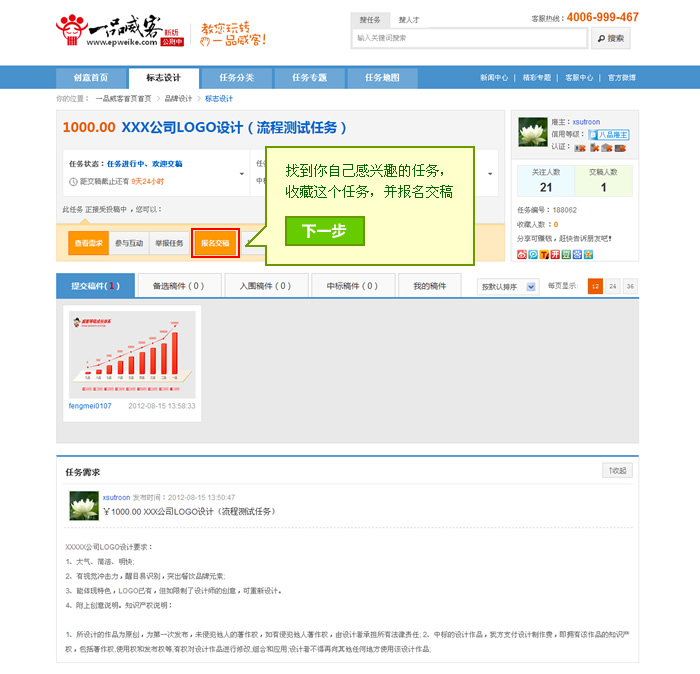 一品威客 新版 公测中
www.epweike.com
教您玩转
一品威客!
搜任务 搜人才
客服热线：4006-999-467
输入词词搜索 搜索
创意首页 标志设计 任务分类 任务专题 任务地图
新闻中心 | 精彩专题 | 客服中心 | 官方微博
你的位置： 一品威客首页首页 > 品牌设计 > 标志设计
1000.00 XXX公司LOGO设计（流程测试任务）
任务状态：任务进行中、欢迎交稿
距交稿截止还有 9天24小时
此任务 正接受投稿中，您可以：
查看需求 参与互动 举报任务 报名交稿
找到你自己感兴趣的任务，
收藏这个任务，并报名交稿
下一步
雇主：xsutroon
信用等级： 八品雇主
认证：
关注人数 交稿人数
21 1
任务编号：188062
收藏人数：0
分享可赚钱，赶快告诉朋友吧！
提交稿件(1) 备选稿件（0） 入围稿件（0） 中标稿件（0） 我的稿件
按默认排序 每页显示： 12 24 36
fengmei0107 2012-08-15 13:58:33
任务需求 ↑收起
xsutroon 发布时间：2012-08-15 13:50:47
￥1000.00 XXX公司LOGO设计（流程测试任务）
XXXXX公司LOGO设计要求：
1、大气、简洁、明快;
2、有视觉冲击力，醒目易识别，突出餐饮品牌元素;
3、能体现特色，LOGO已有，但如限制了设计师的创意，可重新设计。
4、附上创意说明。知识产权说明：
1、所设计的作品为原创，为第一次发布，未侵犯他人的著作权，如有侵犯他人著作权，由设计者承担所有法律责任; 2、中标的设计作品，我方支付设计制作费，即拥有该作品的知识产
权，包括著作权,使用权和发布权等,有权对设计作品进行修改,组合和应用;设计者不得再向其他任何地方使用该设计作品;